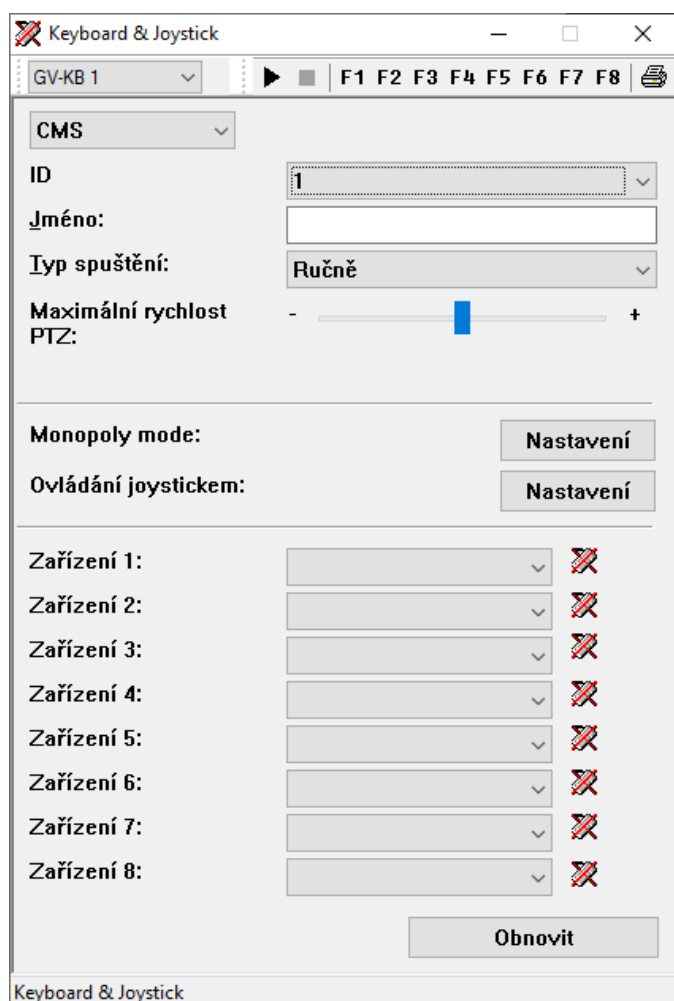 Keyboard & Joystick
GV-KB 1 F1 F2 F3 F4 F5 F6 F7 F8
CMS
ID 1
Jméno:
Typ spuštění: Ručně
Maximální rychlost PTZ: - +
Monopoly mode: Nastavení
Ovládání joystickem: Nastavení
Zařízení 1:
Zařízení 2:
Zařízení 3:
Zařízení 4:
Zařízení 5:
Zařízení 6:
Zařízení 7:
Zařízení 8:
Obnovit
Keyboard & Joystick